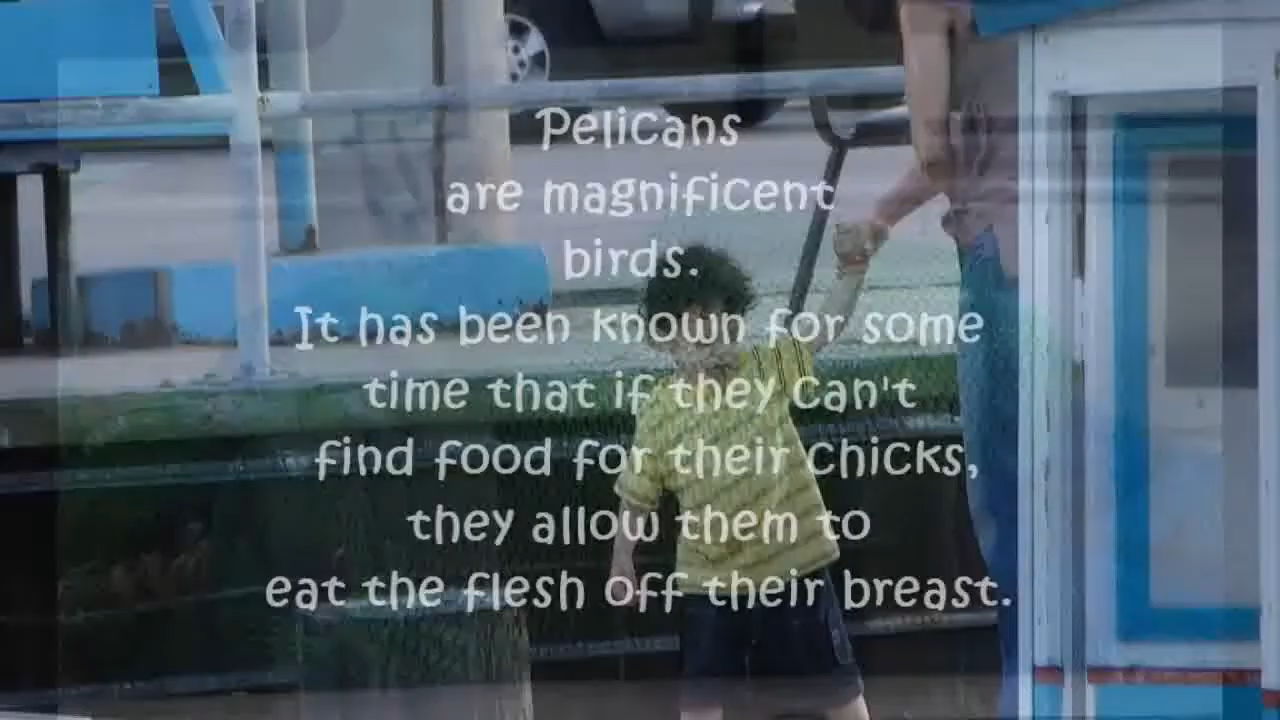 Pelicans
are magnificent
birds.
It has been known for some
time that if they can't
find food for their chicks,
they allow them to
eat the flesh off their breast.